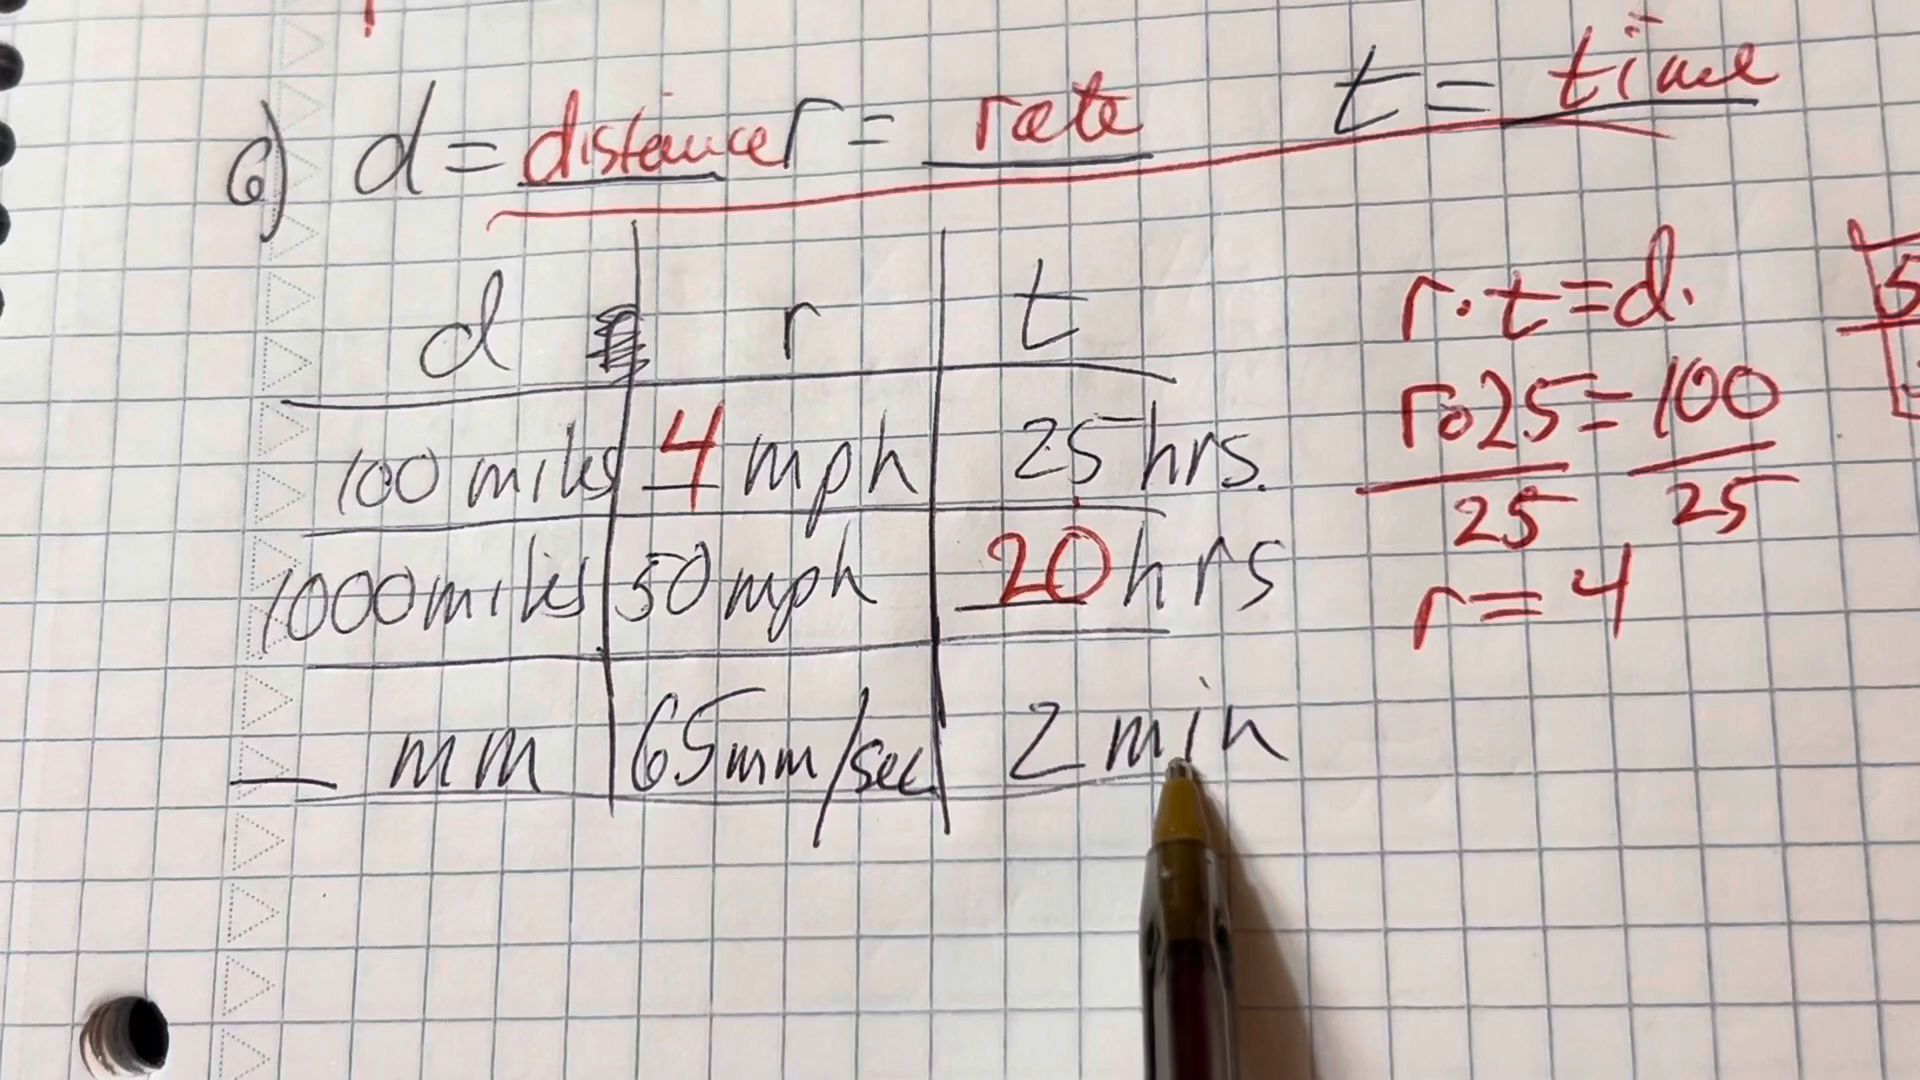 6) d = distance r = rate t = time
d r t
100 miles 4 mph 25 hrs.
1000 miles 50 mph 20 hrs
mm 65 mm/sec 2 min
r · t = d.
r · 25 = 100
25 25
r = 4
5